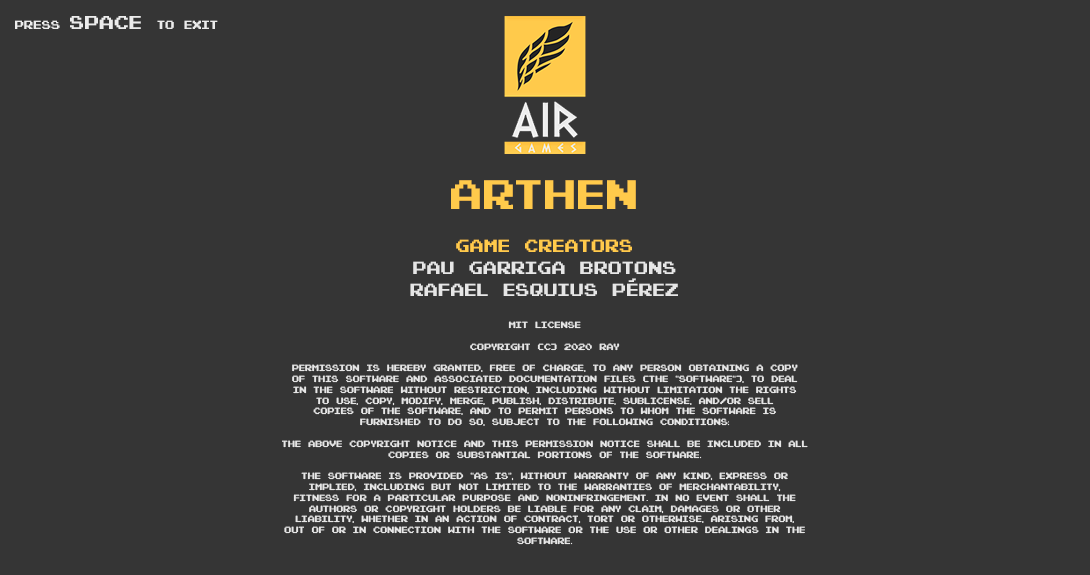 PRESS SPACE TO EXIT
AIR
GAMES
ARTHEN
GAME CREATORS
PAU GARRIGA BROTONS
RAFAEL ESQUIUS PÉREZ
MIT LICENSE
COPYRIGHT (C) 2020 RAY
PERMISSION IS HEREBY GRANTED, FREE OF CHARGE, TO ANY PERSON OBTAINING A COPY
OF THIS SOFTWARE AND ASSOCIATED DOCUMENTATION FILES (THE "SOFTWARE"), TO DEAL
IN THE SOFTWARE WITHOUT RESTRICTION, INCLUDING WITHOUT LIMITATION THE RIGHTS
TO USE, COPY, MODIFY, MERGE, PUBLISH, DISTRIBUTE, SUBLICENSE, AND/OR SELL
COPIES OF THE SOFTWARE, AND TO PERMIT PERSONS TO WHOM THE SOFTWARE IS
FURNISHED TO DO SO, SUBJECT TO THE FOLLOWING CONDITIONS:
THE ABOVE COPYRIGHT NOTICE AND THIS PERMISSION NOTICE SHALL BE INCLUDED IN ALL
COPIES OR SUBSTANTIAL PORTIONS OF THE SOFTWARE.
THE SOFTWARE IS PROVIDED "AS IS", WITHOUT WARRANTY OF ANY KIND, EXPRESS OR
IMPLIED, INCLUDING BUT NOT LIMITED TO THE WARRANTIES OF MERCHANTABILITY,
FITNESS FOR A PARTICULAR PURPOSE AND NONINFRINGEMENT. IN NO EVENT SHALL THE
AUTHORS OR COPYRIGHT HOLDERS BE LIABLE FOR ANY CLAIM, DAMAGES OR OTHER
LIABILITY, WHETHER IN AN ACTION OF CONTRACT, TORT OR OTHERWISE, ARISING FROM,
OUT OF OR IN CONNECTION WITH THE SOFTWARE OR THE USE OR OTHER DEALINGS IN THE
SOFTWARE.